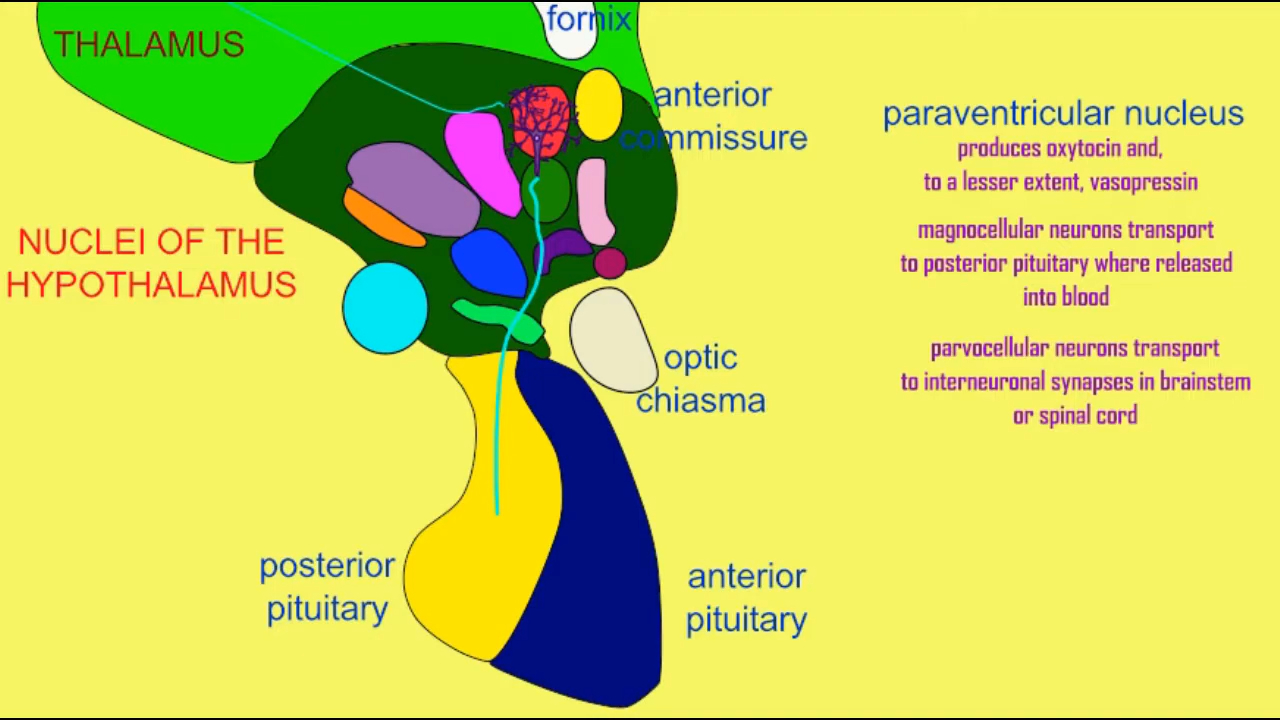 fornix
THALAMUS
anterior
commissure
paraventricular nucleus
produces oxytocin and,
to a lesser extent, vasopressin
magnocellular neurons transport
to posterior pituitary where released
into blood
parvocellular neurons transport
to interneuronal synapses in brainstem
or spinal cord
NUCLEI OF THE
HYPOTHALAMUS
optic
chiasma
posterior
pituitary
anterior
pituitary